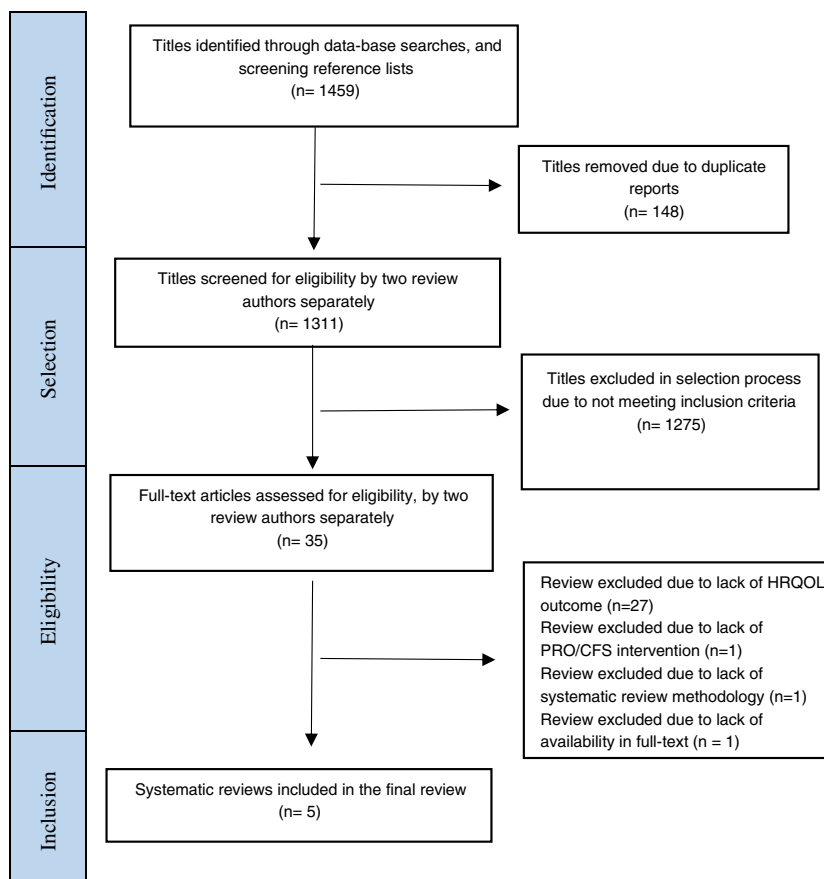 Identification
Titles identified through data-base searches, and
screening reference lists
(n= 1459)
Titles removed due to duplicate
reports
(n= 148)
Selection
Titles screened for eligibility by two review
authors separately
(n= 1311)
Titles excluded in selection process
due to not meeting inclusion criteria
(n= 1275)
Eligibility
Full-text articles assessed for eligibility, by two
review authors separately
(n= 35)
Review excluded due to lack of HRQOL
outcome (n=27)
Review excluded due to lack of
PRO/CFS intervention (n=1)
Review excluded due to lack of
systematic review methodology (n=1)
Review excluded due to lack of
availability in full-text (n = 1)
Inclusion
Systematic reviews included in the final review
(n= 5)